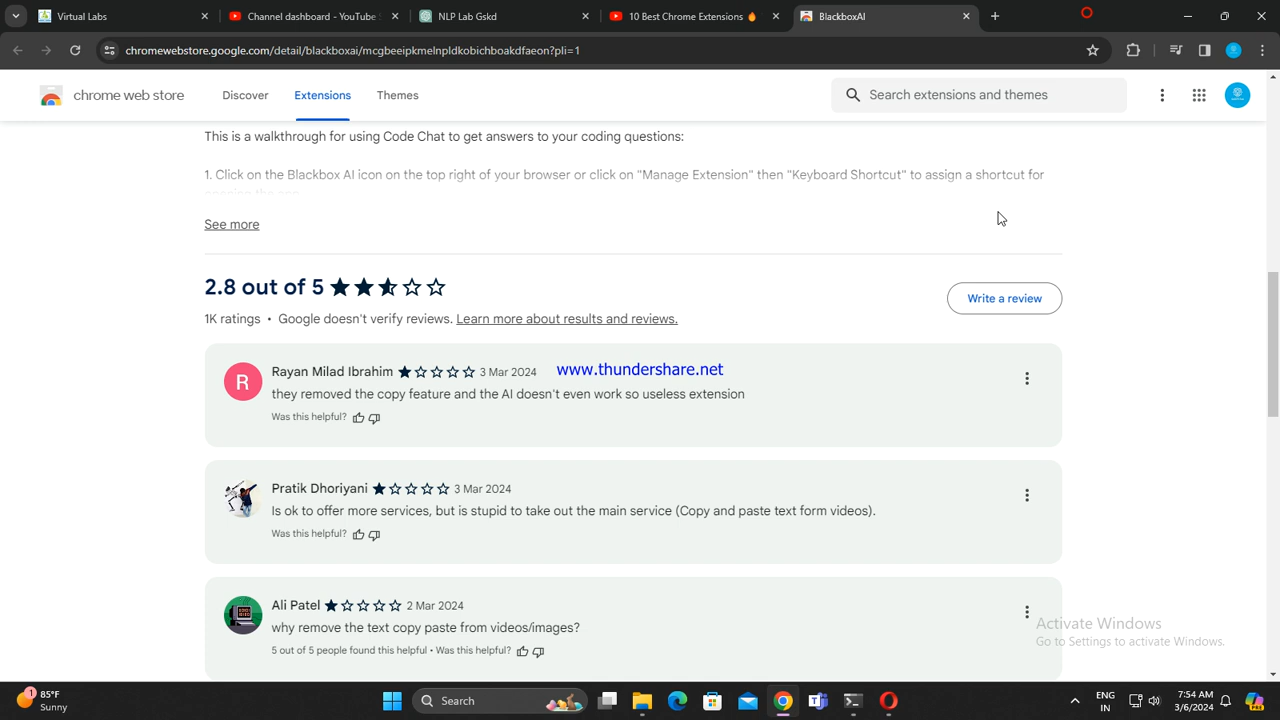 Virtual Labs
Channel dashboard - YouTube S
NLP Lab Gskd
10 Best Chrome Extensions
BlackboxAI
chromewebstore.google.com/detail/blackboxai/mcgbeeipkmelnpldkobichboakdfaeon?pli=1
chrome web store
Discover
Extensions
Themes
Search extensions and themes
This is a walkthrough for using Code Chat to get answers to your coding questions:
1. Click on the Blackbox AI icon on the top right of your browser or click on "Manage Extension" then "Keyboard Shortcut" to assign a shortcut for
opening the app
See more
2.8 out of 5
Write a review
1K ratings • Google doesn't verify reviews. Learn more about results and reviews.
R
Rayan Milad Ibrahim 3 Mar 2024
www.thundershare.net
they removed the copy feature and the AI doesn't even work so useless extension
Was this helpful?
Pratik Dhoriyani 3 Mar 2024
Is ok to offer more services, but is stupid to take out the main service (Copy and paste text form videos).
Was this helpful?
Ali Patel 2 Mar 2024
why remove the text copy paste from videos/images?
5 out of 5 people found this helpful • Was this helpful?
Activate Windows
Go to Settings to activate Windows.
1
85°F
Sunny
Search
ENG
IN
7:54 AM
3/6/2024